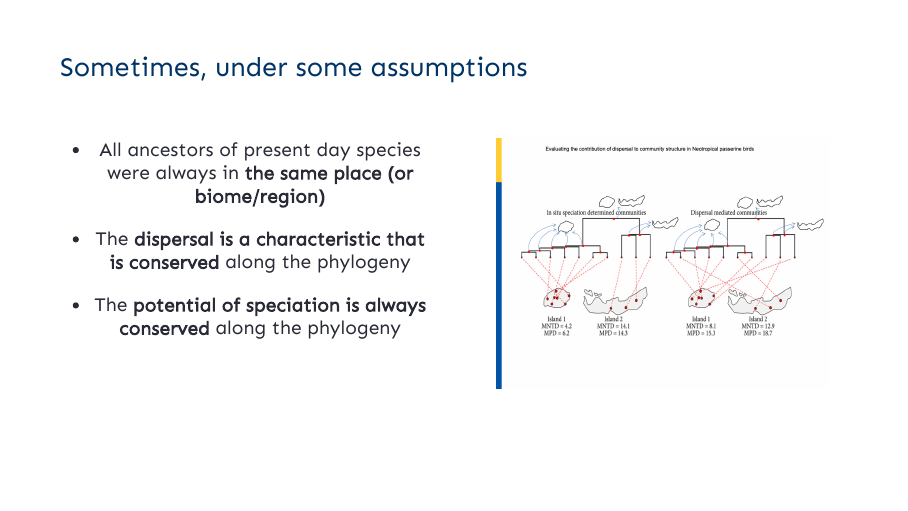 Sometimes, under some assumptions
• All ancestors of present day species
were always in the same place (or
biome/region)
• The dispersal is a characteristic that
is conserved along the phylogeny
• The potential of speciation is always
conserved along the phylogeny
Evaluating the contribution of dispersal to community structure in Neotropical passerine birds
In situ speciation determined communities
Dispersal mediated communities
Island 1
MNTD = 4.2
MPD = 6.2
Island 2
MNTD = 14.1
MPD = 14.3
Island 1
MNTD = 8.1
MPD = 15.3
Island 2
MNTD = 12.9
MPD = 18.7